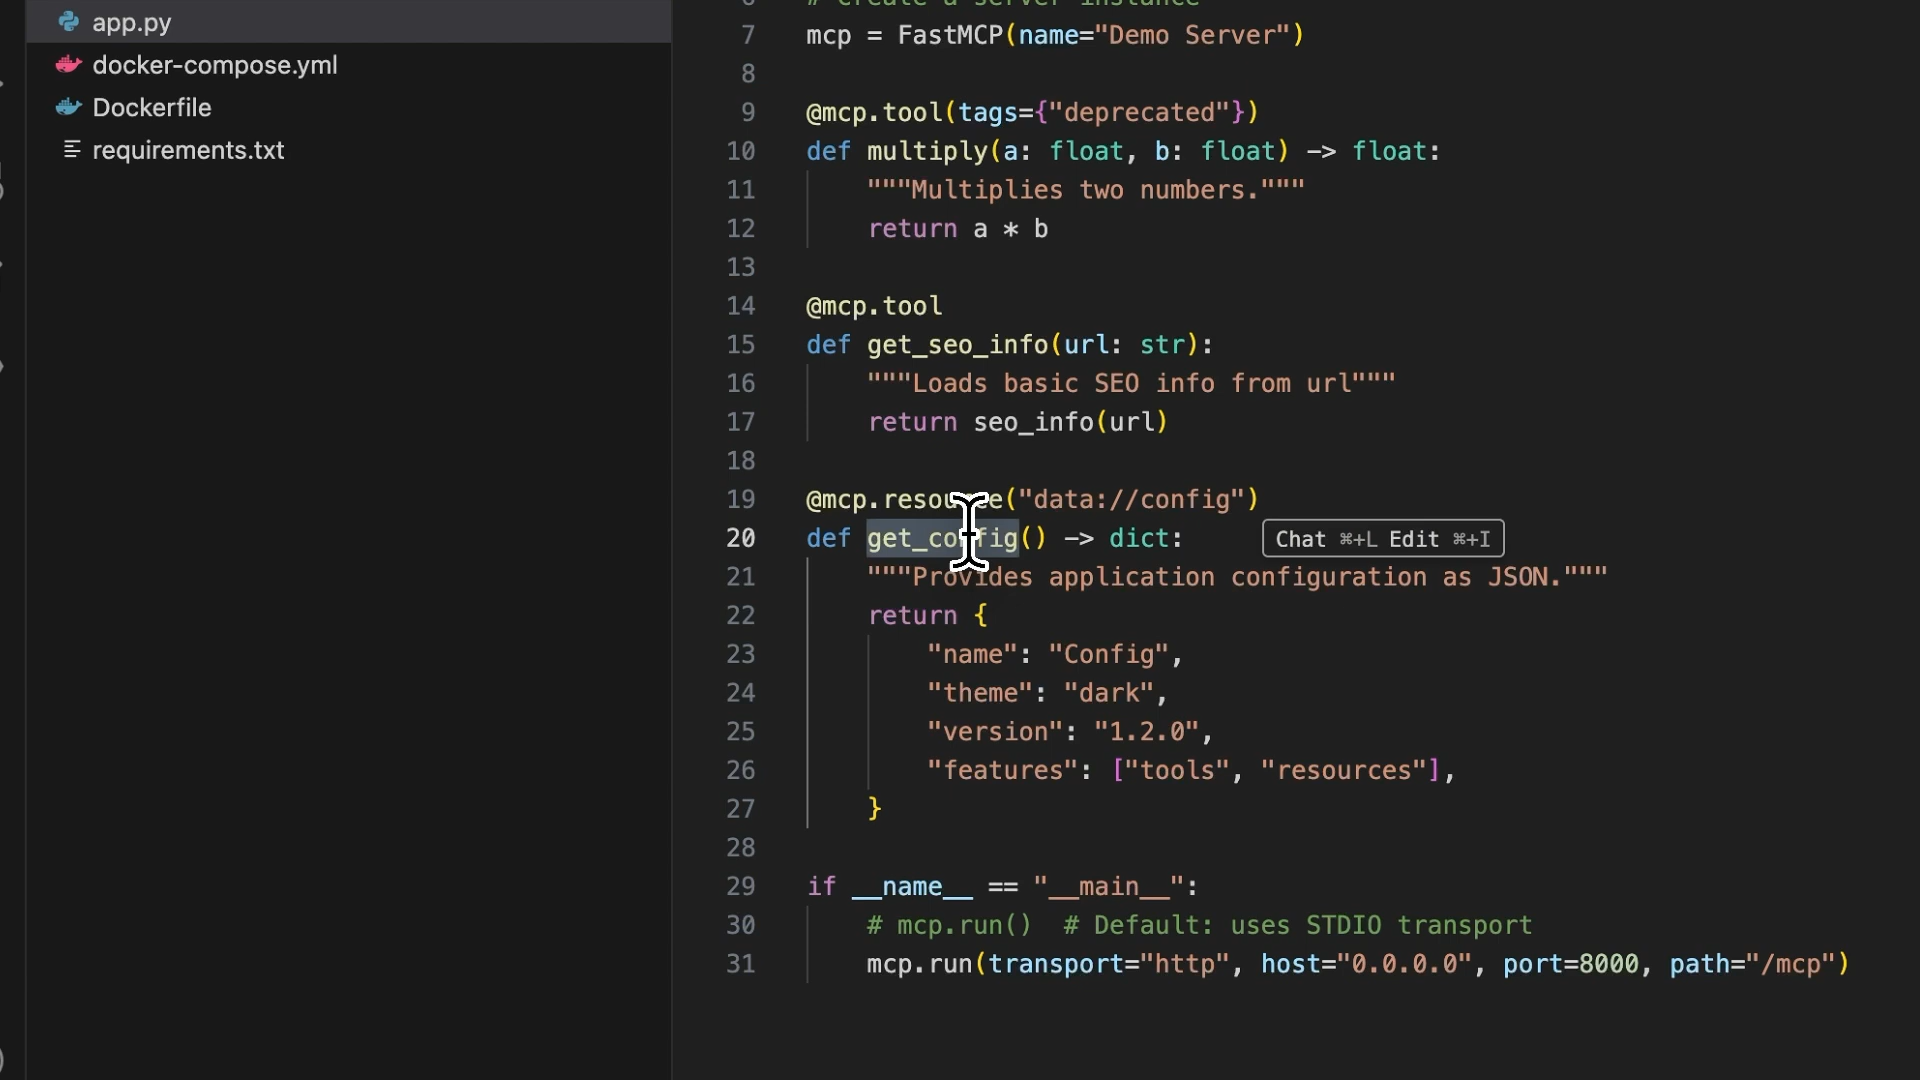 app.py
docker-compose.yml
Dockerfile
requirements.txt
6 # Create a server instance
7 mcp = FastMCP(name="Demo Server")
8
9 @mcp.tool(tags={"deprecated"})
10 def multiply(a: float, b: float) -> float:
11 """Multiplies two numbers."""
12 return a * b
13
14 @mcp.tool
15 def get_seo_info(url: str):
16 """Loads basic SEO info from url"""
17 return seo_info(url)
18
19 @mcp.resource("data://config")
20 def get_config() -> dict: Chat ⌘+L Edit ⌘+I
21 """Provides application configuration as JSON."""
22 return {
23 "name": "Config",
24 "theme": "dark",
25 "version": "1.2.0",
26 "features": ["tools", "resources"],
27 }
28
29 if __name__ == "__main__":
30 # mcp.run()  # Default: uses STDIO transport
31 mcp.run(transport="http", host="0.0.0.0", port=8000, path="/mcp")